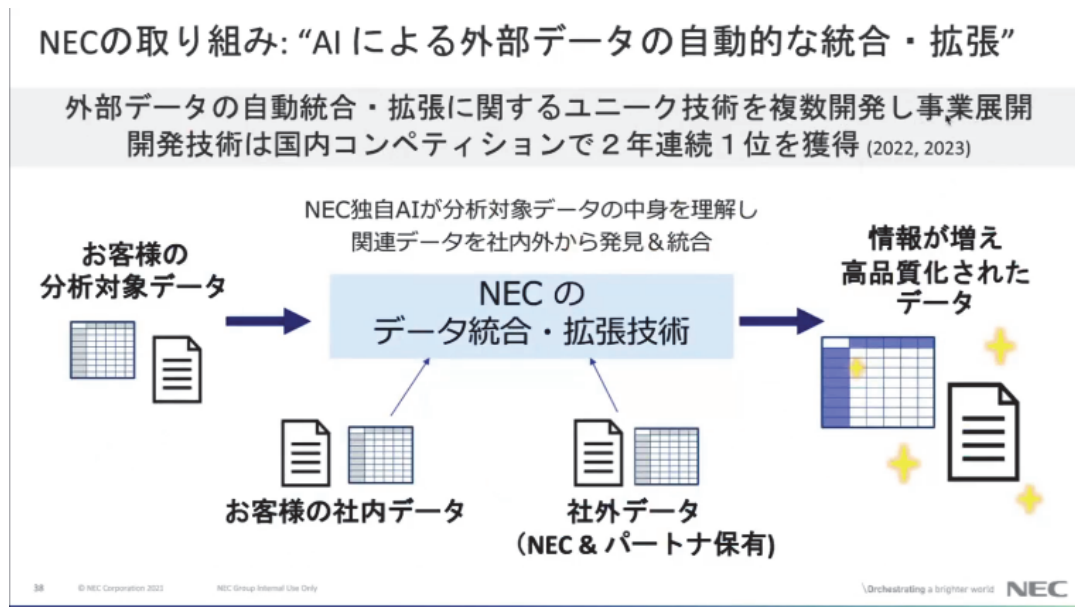 NECの取り組み: “AI による外部データの自動的な統合・拡張”
外部データの自動統合・拡張に関するユニーク技術を複数開発し事業展開
開発技術は国内コンペティションで２年連続１位を獲得 (2022, 2023)
NEC独自AIが分析対象データの中身を理解し
関連データを社内外から発見＆統合
お客様の
分析対象データ
NEC の
データ統合・拡張技術
情報が増え
高品質化された
データ
お客様の社内データ
社外データ
（NEC & パートナ保有)
38
© NEC Corporation 2021
NEC Group Internal Use Only
\Orchestrating a brighter world
NEC